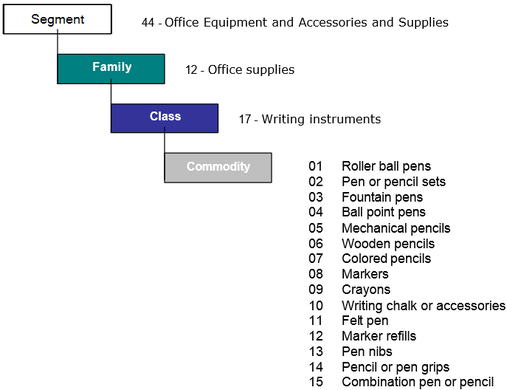 Segment
44 - Office Equipment and Accessories and Supplies
Family
12 - Office supplies
Class
17 - Writing instruments
Commodity
01 Roller ball pens
02 Pen or pencil sets
03 Fountain pens
04 Ball point pens
05 Mechanical pencils
06 Wooden pencils
07 Colored pencils
08 Markers
09 Crayons
10 Writing chalk or accessories
11 Felt pen
12 Marker refills
13 Pen nibs
14 Pencil or pen grips
15 Combination pen or pencil